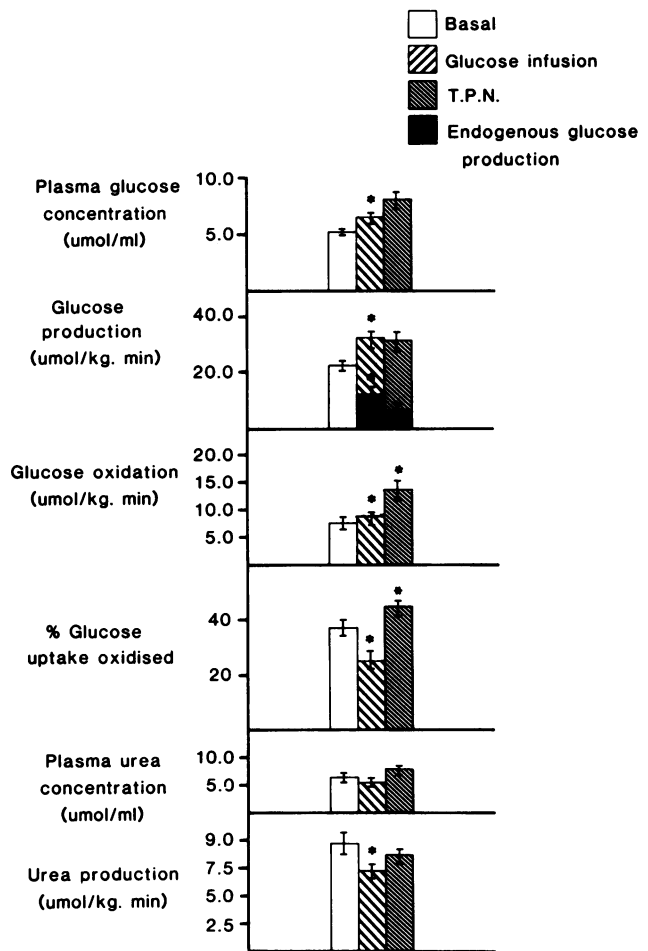 Basal
Glucose infusion
T.P.N.
Endogenous glucose
production
Plasma glucose
concentration
(umol/ml)
10.0
5.0
Glucose
production
(umol/kg. min)
40.0
20.0
Glucose oxidation
(umol/kg. min)
20.0
15.0
10.0
5.0
% Glucose
uptake oxidised
40
20
Plasma urea
concentration
(umol/ml)
10.0
5.0
Urea production
(umol/kg. min)
9.0
7.5
5.0
2.5